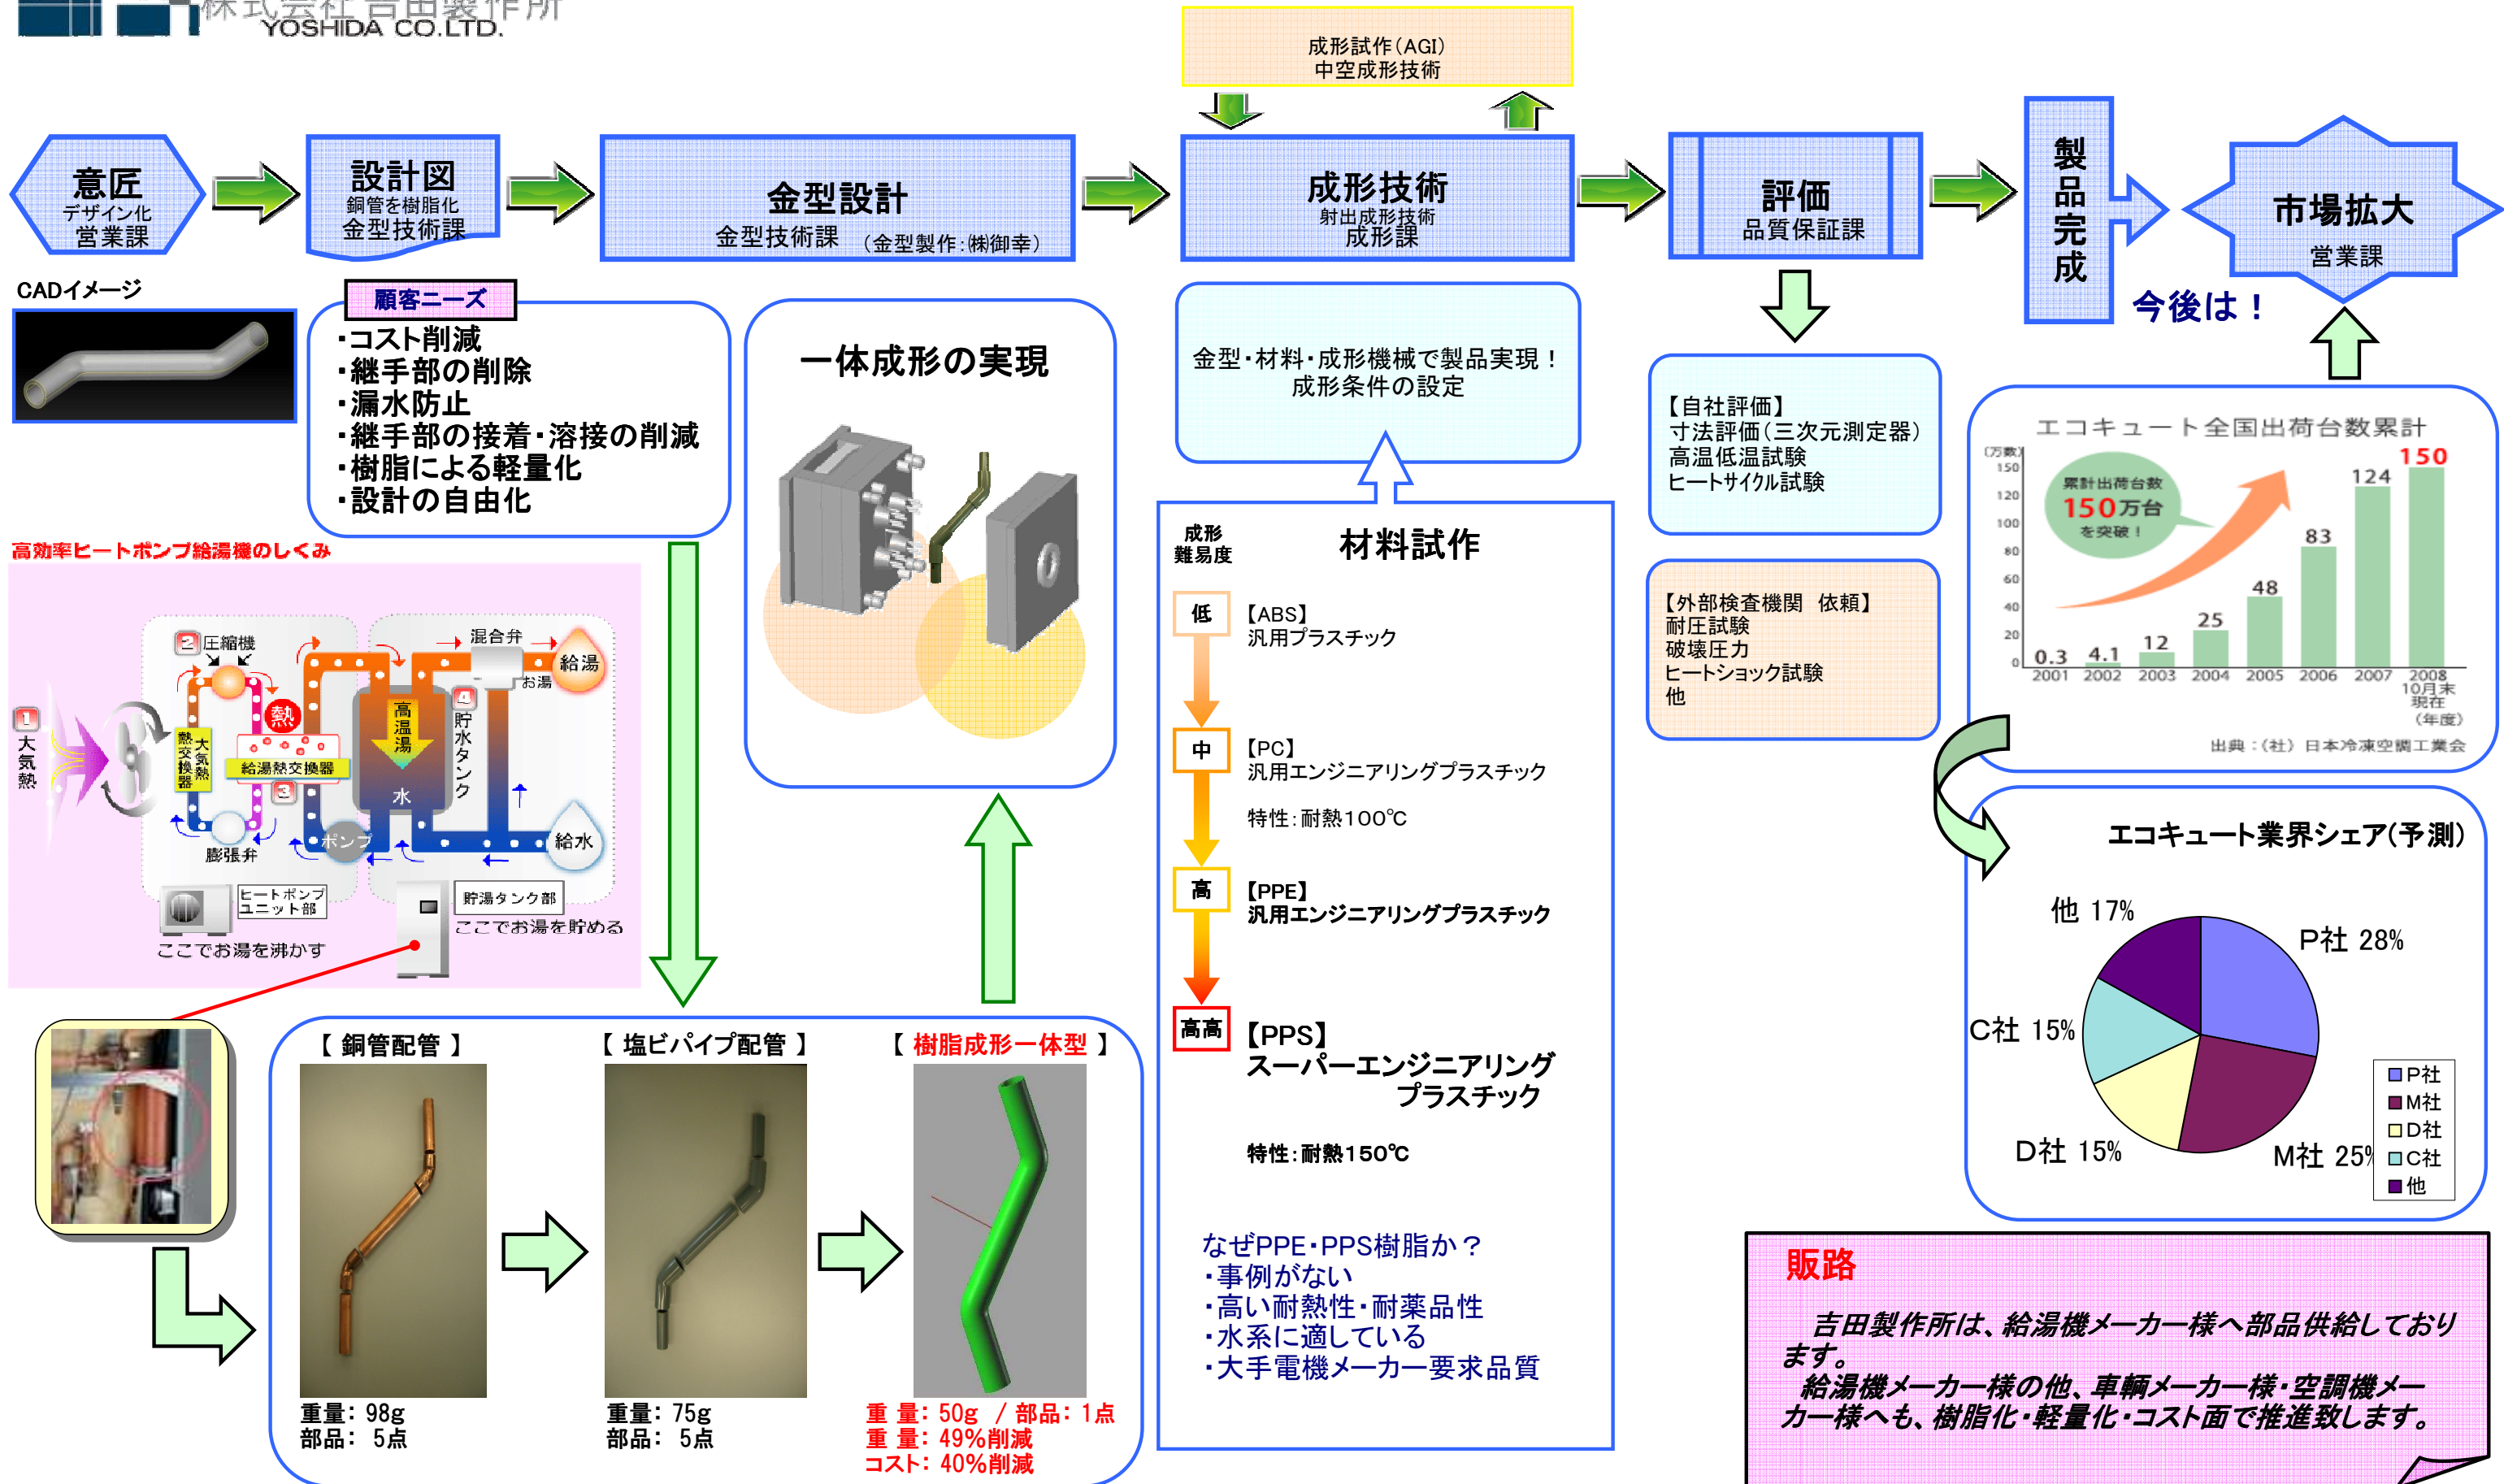 株式会社 吉田製作所
YOSHIDA CO.LTD.
成形試作(AGI)
中空成形技術
意匠
デザイン化
営業課
設計図
銅管を樹脂化
金型技術課
金型設計
金型技術課 (金型製作:㈱御幸)
成形技術
射出成形技術
成形課
評価
品質保証課
製品完成
市場拡大
営業課
今後は!
CADイメージ
顧客ニーズ
・コスト削減
・継手部の削除
・漏水防止
・継手部の接着・溶接の削減
・樹脂による軽量化
・設計の自由化
一体成形の実現
金型・材料・成形機械で製品実現!
成形条件の設定
【自社評価】
寸法評価(三次元測定器)
高温低温試験
ヒートサイクル試験
【外部検査機関 依頼】
耐圧試験
破壊圧力
ヒートショック試験
他
エコキュート全国出荷台数累計
(万数)
150
120
100
80
60
40
20
0
累計出荷台数
150万台
を突破!
0.3
4.1
12
25
48
83
124
150
2001
2002
2003
2004
2005
2006
2007
2008
10月末
現在
(年度)
出典:(社)日本冷凍空調工業会
高効率ヒートポンプ給湯機のしくみ
1
大気熱
2
圧縮機
熱
大気熱
熱交換器
給湯熱交換器
3
膨張弁
ポンプ
高温湯
水
4
貯水タンク
混合弁
お湯
給湯
給水
ヒートポンプ
ユニット部
ここでお湯を沸かす
貯湯タンク部
ここでお湯を貯める
成形
難易度
材料試作
低
【ABS】
汎用プラスチック
中
【PC】
汎用エンジニアリングプラスチック
特性:耐熱100℃
高
【PPE】
汎用エンジニアリングプラスチック
高高
【PPS】
スーパーエンジニアリング
プラスチック
特性:耐熱150℃
なぜPPE・PPS樹脂か?
・事例がない
・高い耐熱性・耐薬品性
・水系に適している
・大手電機メーカー要求品質
エコキュート業界シェア(予測)
他 17%
P社 28%
C社 15%
D社 15%
M社 25%
P社
M社
D社
C社
他
【 銅管配管 】
重量: 98g
部品: 5点
【 塩ビパイプ配管 】
重量: 75g
部品: 5点
【 樹脂成形一体型 】
重 量: 50g / 部品: 1点
重 量: 49%削減
コスト: 40%削減
販路
吉田製作所は、給湯機メーカー様へ部品供給しており
ます。
給湯機メーカー様の他、車輌メーカー様・空調機メー
カー様へも、樹脂化・軽量化・コスト面で推進致します。